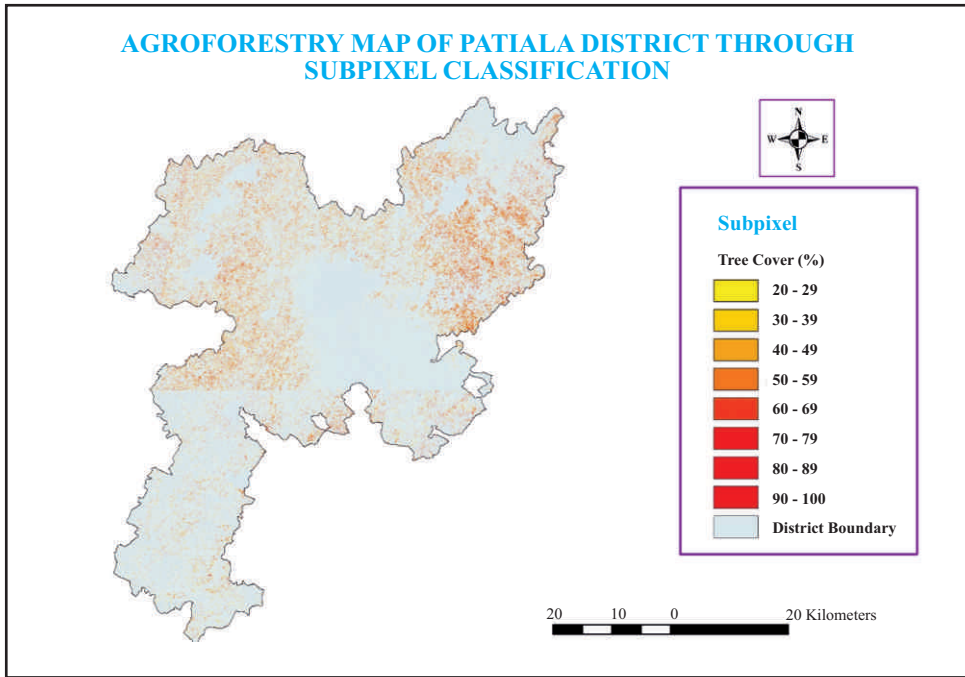 AGROFORESTRY MAP OF PATIALA DISTRICT THROUGH
SUBPIXEL CLASSIFICATION
N
W E
S
Subpixel
Tree Cover (%)
20 - 29
30 - 39
40 - 49
50 - 59
60 - 69
70 - 79
80 - 89
90 - 100
District Boundary
20 10 0 20 Kilometers